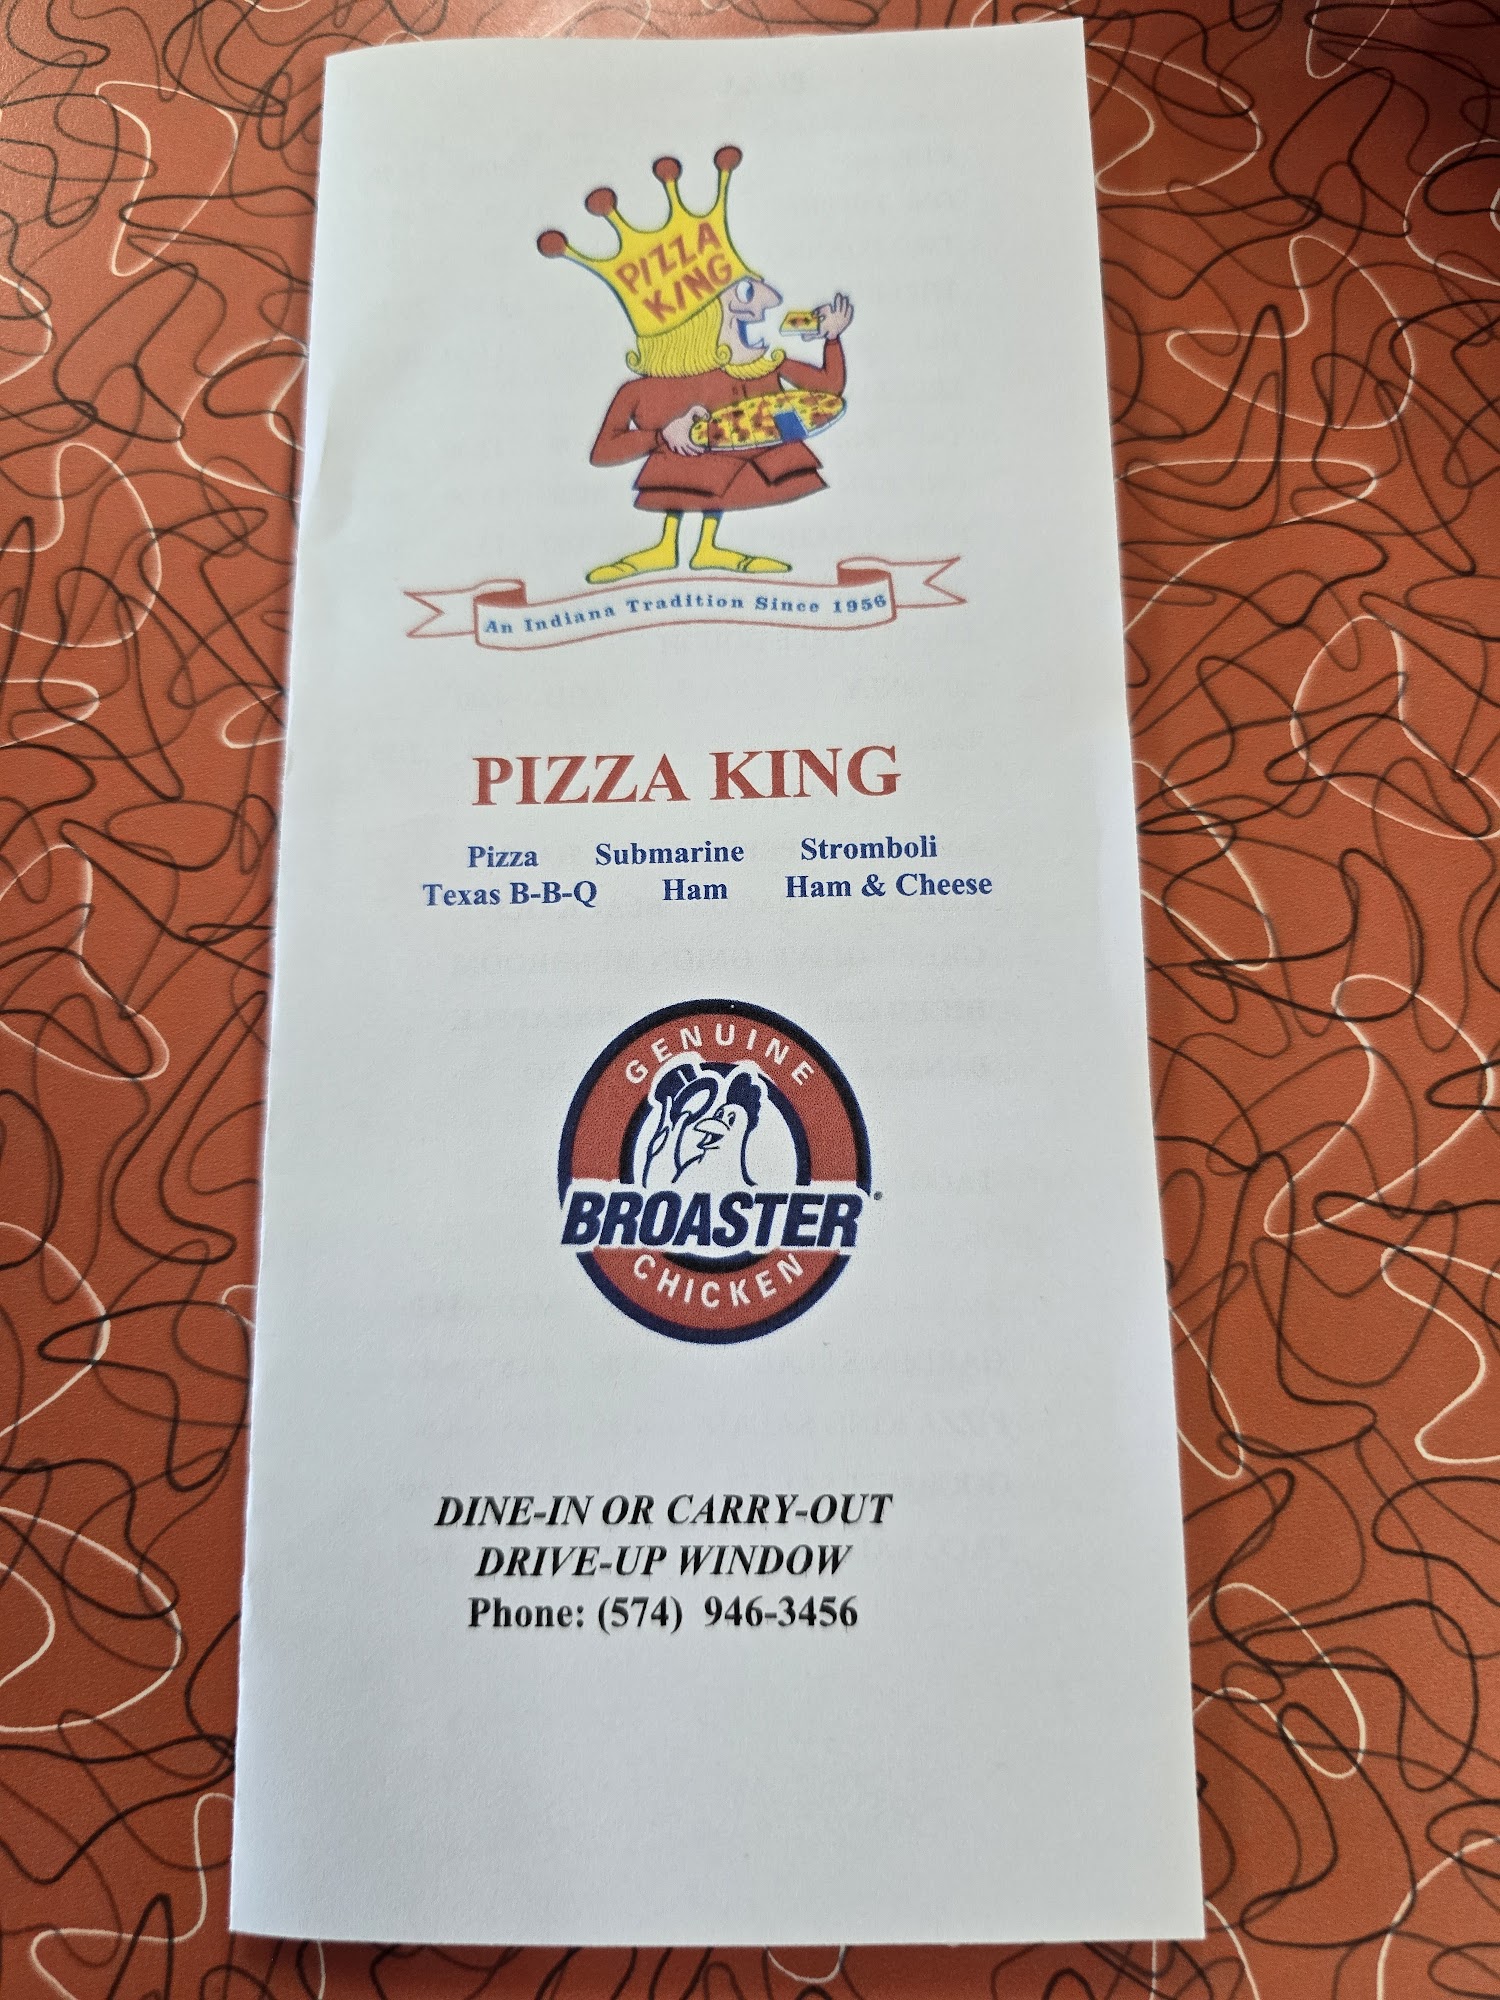 PIZZA
KING
An Indiana Tradition Since 1956
PIZZA KING
Pizza Submarine Stromboli
Texas B-B-Q Ham Ham & Cheese
GENUINE
BROASTER
CHICKEN
DINE-IN OR CARRY-OUT
DRIVE-UP WINDOW
Phone: (574) 946-3456